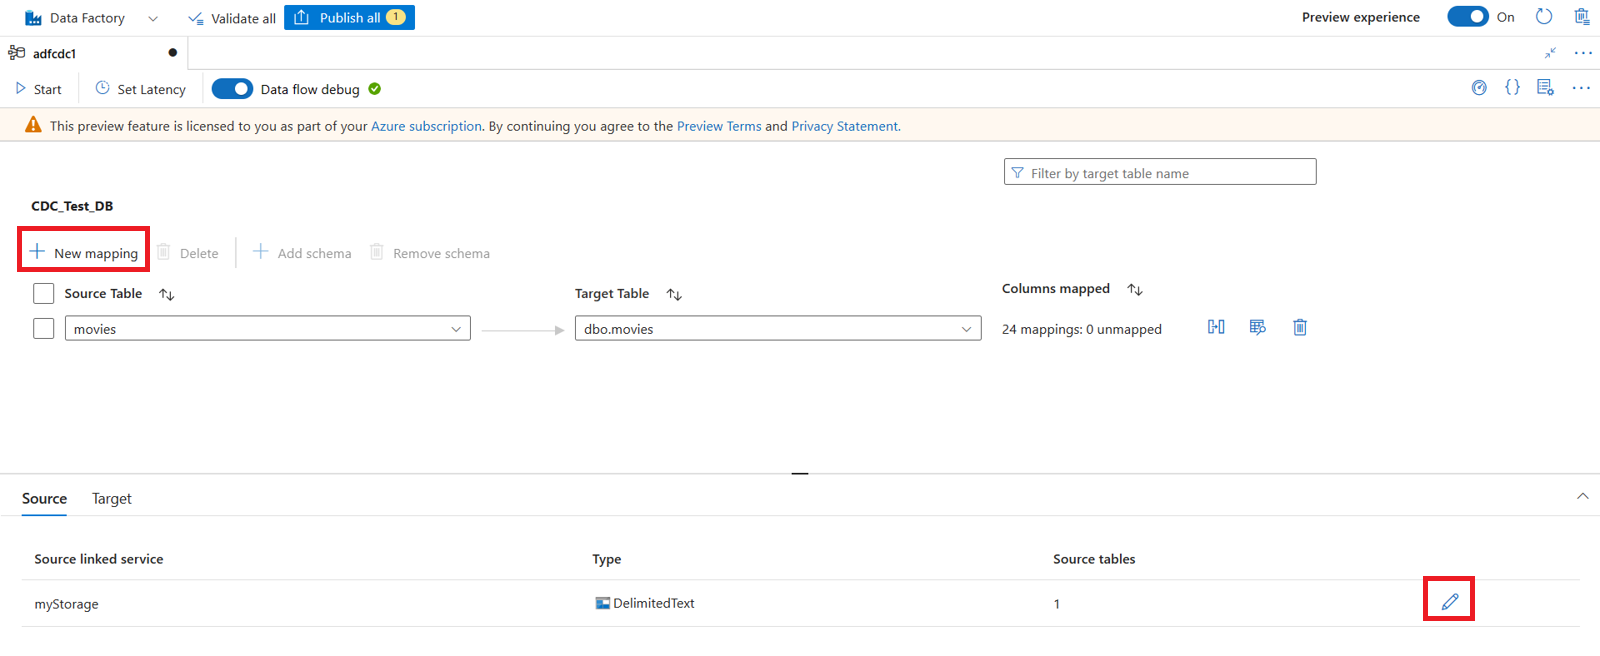 Data Factory Validate all Publish all 1 Preview experience On
adfcdc1
Start Set Latency Data flow debug
This preview feature is licensed to you as part of your Azure subscription. By continuing you agree to the Preview Terms and Privacy Statement.
Filter by target table name
CDC_Test_DB
New mapping Delete Add schema Remove schema
Source Table Target Table Columns mapped
movies dbo.movies 24 mappings: 0 unmapped
Source Target
Source linked service Type Source tables
myStorage DelimitedText 1